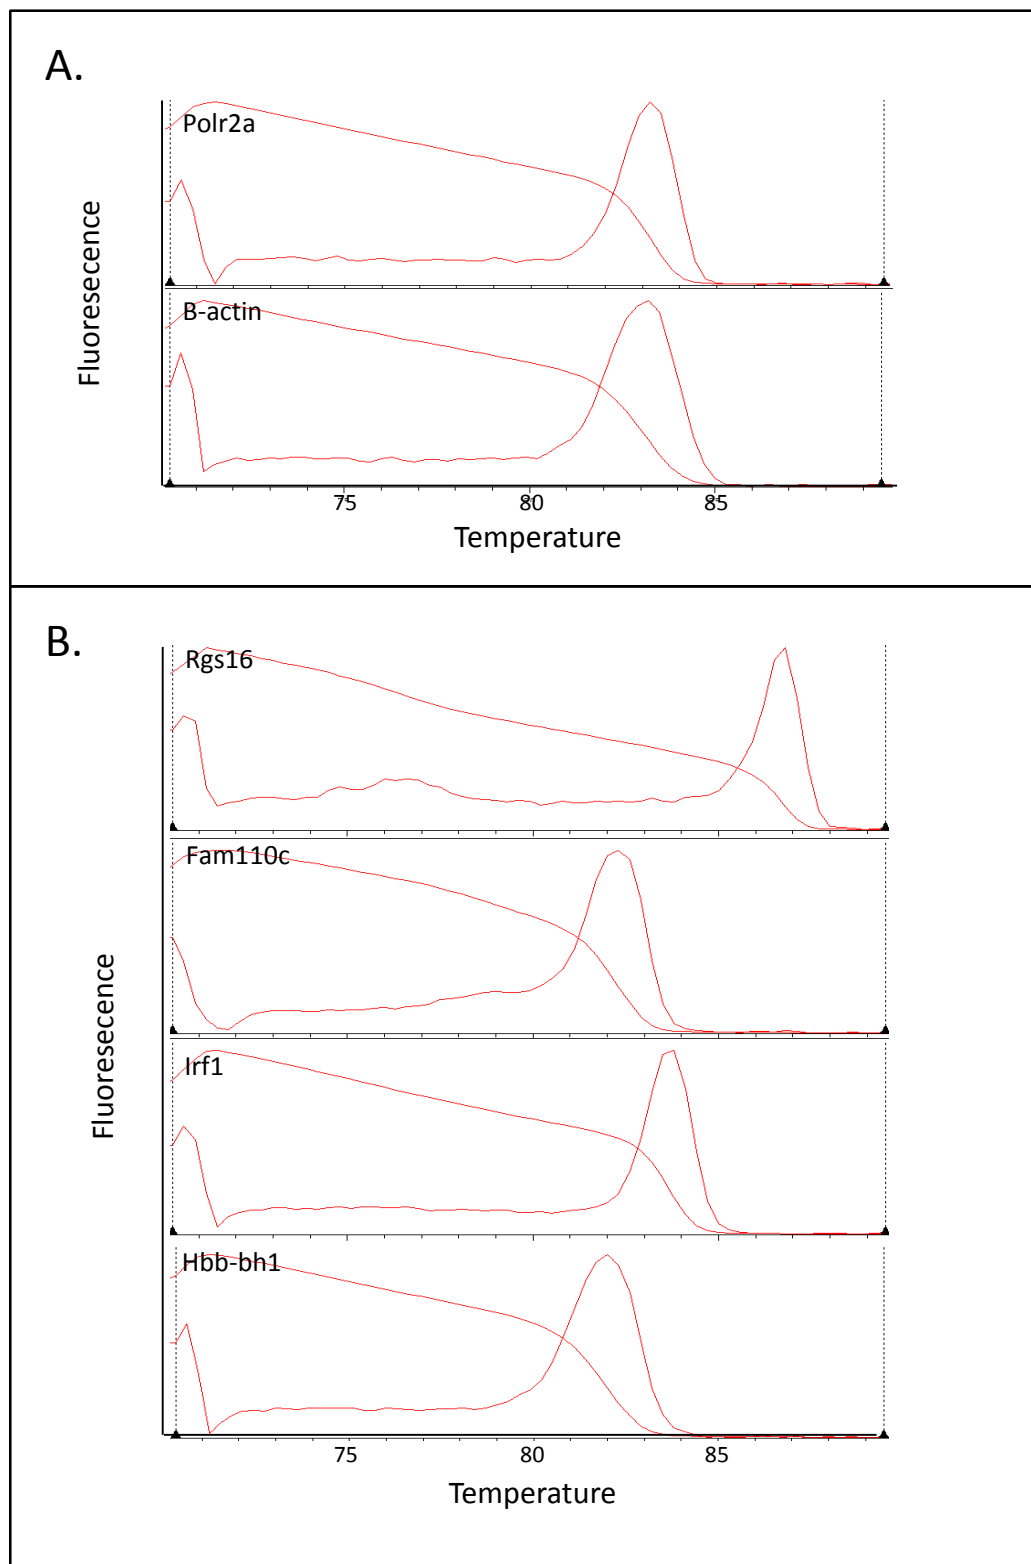 A.
Polr2a
B-actin
Fluoresecence
75 80 85
Temperature
B.
Rgs16
Fam110c
Irf1
Hbb-bh1
Fluoresecence
75 80 85
Temperature